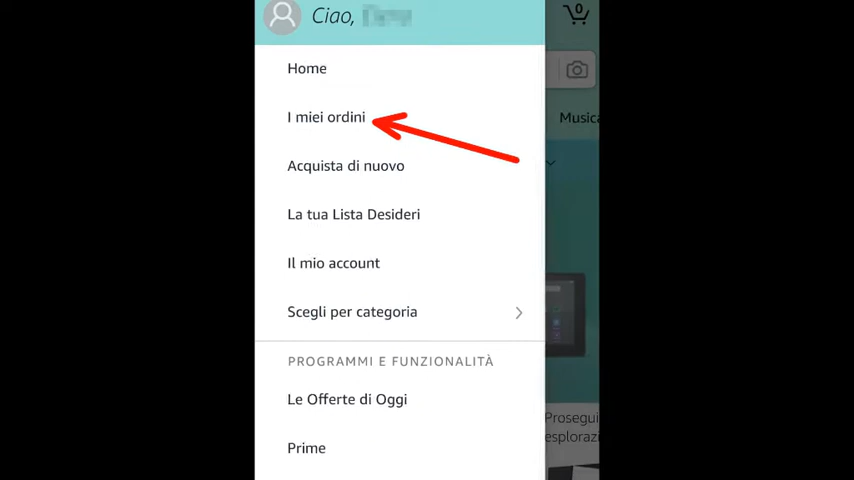 Ciao,
0
Home
I miei ordini
Musica
Acquista di nuovo
La tua Lista Desideri
Il mio account
Scegli per categoria
PROGRAMMI E FUNZIONALITÀ
Le Offerte di Oggi
Prosegui
esplorazi
Prime